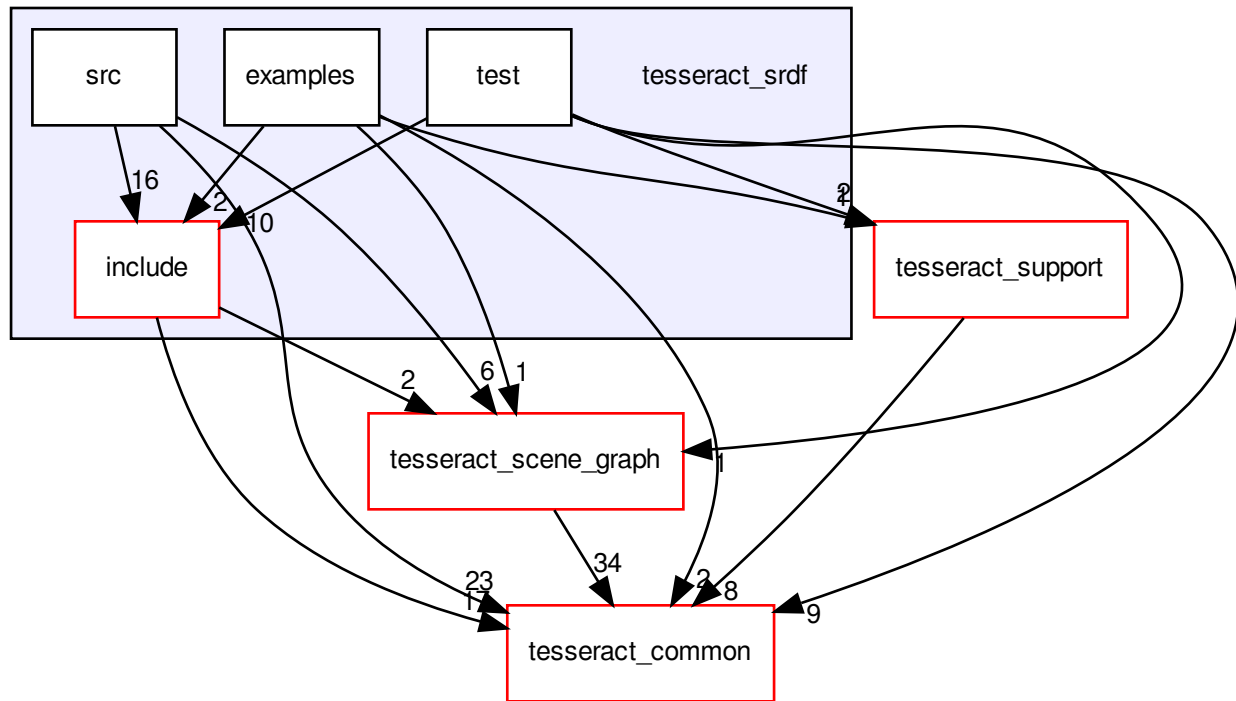 src
examples
test
tesseract_srdf
16
2
10
2
1
include
tesseract_support
2
6
1
tesseract_scene_graph
1
34
23
17
2
8
9
tesseract_common